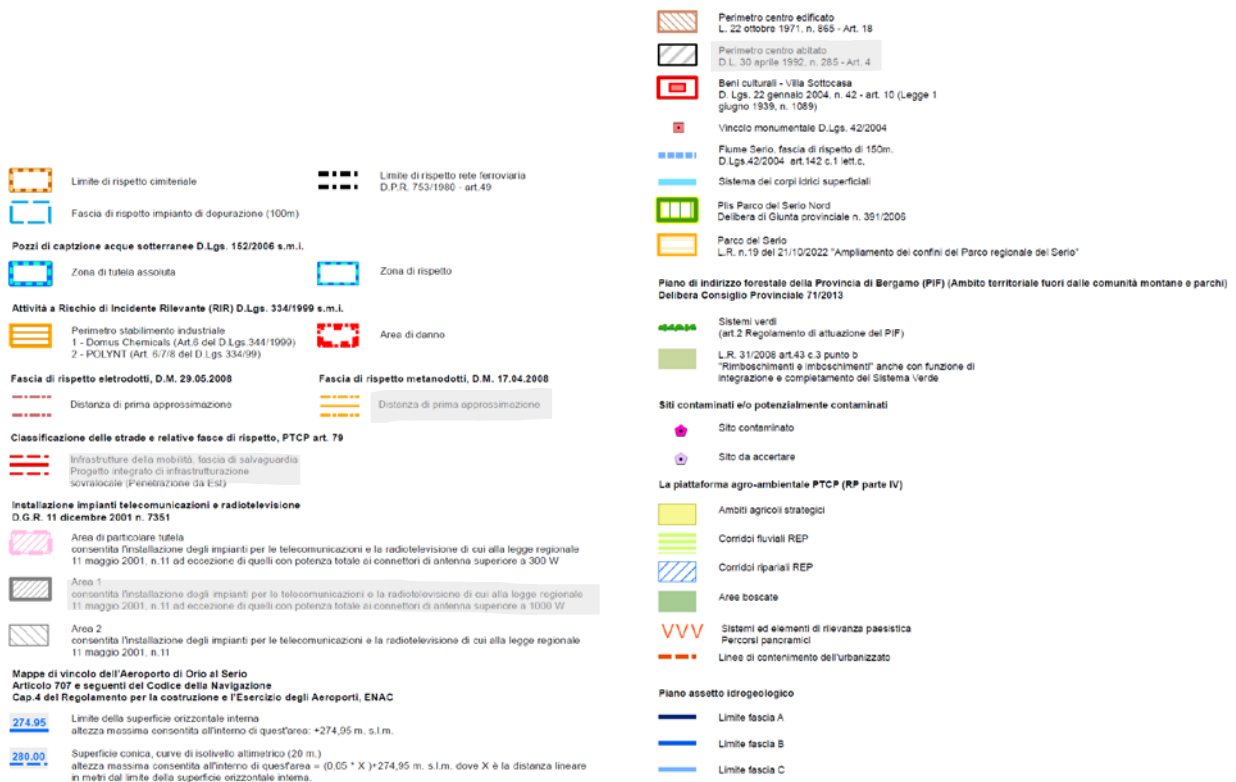 Limite di rispetto cimiteriale
Limite di rispetto rete ferroviaria
D.P.R. 753/1980 - art.49
Fascia di rispotto impianto di depurazione (100m)
Pozzi di captzione acque sotterranee D.Lgs. 152/2006 s.m.i.
Zona di tutela assoluta
Zona di rispetto
Attività a Rischio di Incidente Rilevante (RIR) D.Lgs. 334/1999 s.m.i.
Perimetro stabilimento industriale
1 - Domus Chemicals (Art.6 del D.Lgs.344/1999)
2 - POLYNT (Art. 6/7/8 del D.Lgs 334/99)
Area di danno
Fascia di rispetto eletrodotti, D.M. 29.05.2008
Fascia di rispetto metanodotti, D.M. 17.04.2008
Distanza di prima approssimazione
Distanza di prima approssimazione
Classificazione delle strade e relative fasce di rispetto, PTCP art. 79
Infrastrutture della mobilità, fascia di salvaguardia
Progetto integrato di infrastrutturazione
sovralocale (Penetrazione da Est)
Installazione impianti telecomunicazioni e radiotelevisione
D.G.R. 11 dicembre 2001 n. 7351
Area di particolare tutela
consentita l'installazione degli impianti per le telecomunicazioni e la radiotelevisione di cui alla legge regionale
11 maggio 2001, n.11 ad eccezione di quelli con potenza totale ai connettori di antenna superiore a 300 W
Area 1
consentita l'installazione degli impianti per le telecomunicazioni e la radiotelevisione di cui alla legge regionale
11 maggio 2001, n.11 ad eccezione di quelli con potenza totale ai connettori di antenna superiore a 1000 W
Area 2
consentita l'installazione degli impianti per le telecomunicazioni e la radiotelevisione di cui alla legge regionale
11 maggio 2001, n.11
Mappe di vincolo dell'Aeroporto di Orio al Serio
Articolo 707 e seguenti del Codice della Navigazione
Cap.4 del Regolamento per la costruzione e l'Esercizio degli Aeroporti, ENAC
274.95
Limite della superficie orizzontale interna
altezza massima consentita all'interno di quest'area: +274,95 m. s.l.m.
280.00
Superficie conica, curve di isolivello altimetrico (20 m.)
altezza massima consentita all'interno di quest'area = (0,05 * X )+274,95 m. s.l.m. dove X è la distanza lineare
in metri dal limite della superficie orizzontale interna.
Perimetro centro edificato
L. 22 ottobre 1971, n. 865 - Art. 18
Perimetro centro abitato
D.L. 30 aprile 1992, n. 285 - Art. 4
Beni culturali - Villa Sottocasa
D. Lgs. 22 gennaio 2004, n. 42 - art. 10 (Legge 1
giugno 1939, n. 1089)
Vincolo monumentale D.Lgs. 42/2004
Fiume Serio, fascia di rispetto di 150m.
D.Lgs.42/2004 art.142 c.1 lett.c.
Sistema dei corpi idrici superficiali
Plis Parco del Serio Nord
Delibera di Giunta provinciale n. 391/2006
Parco del Serio
L.R. n.19 del 21/10/2022 "Ampliamento dei confini del Parco regionale del Serio"
Piano di indirizzo forestale della Provincia di Bergamo (PIF) (Ambito territoriale fuori dalle comunità montane e parchi)
Delibera Consiglio Provinciale 71/2013
Sistemi verdi
(art.2 Regolamento di attuazione del PIF)
L.R. 31/2008 art.43 c.3 punto b
"Rimboschimenti e imboschimenti" anche con funzione di
integrazione e completamento del Sistema Verde
Siti contaminati e/o potenzialmente contaminati
Sito contaminato
Sito da accertare
La piattaforma agro-ambientale PTCP (RP parte IV)
Ambiti agricoli strategici
Corridoi fluviali REP
Corridoi ripariali REP
Aree boscate
Sistemi ed elementi di rilevanza paesistica
Percorsi panoramici
Linee di contenimento dell'urbanizzato
Piano assetto idrogeologico
Limite fascia A
Limite fascia B
Limite fascia C